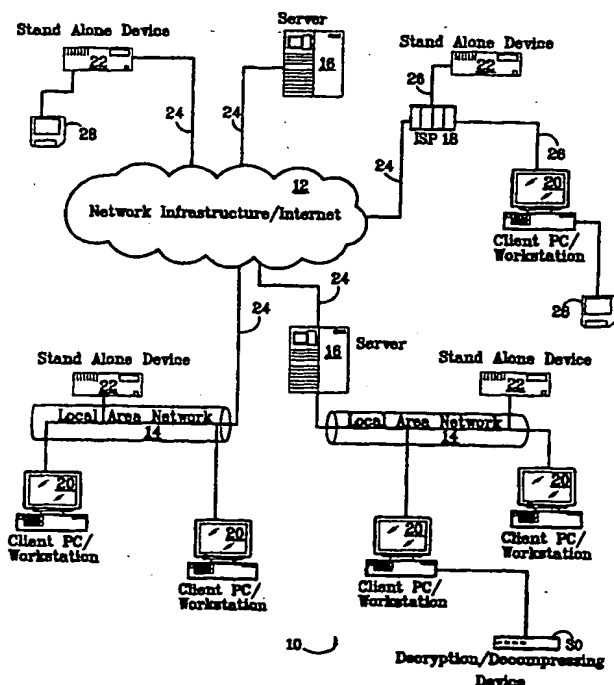 Server
Stand Alone Device
22
16
Stand Alone Device
22
26
28
24
24
ISP 18
24
26
12
Network Infrastructure/Internet
20
Client PC/
Workstation
28
24
24
Stand Alone Device
22
16
Server
Stand Alone Device
22
Local Area Network
14
Local Area Network
14
20
Client PC/
Workstation
20
Client PC/
Workstation
20
Client PC/
Workstation
20
Client PC/
Workstation
10
30
Decryption/Decompressing
Device